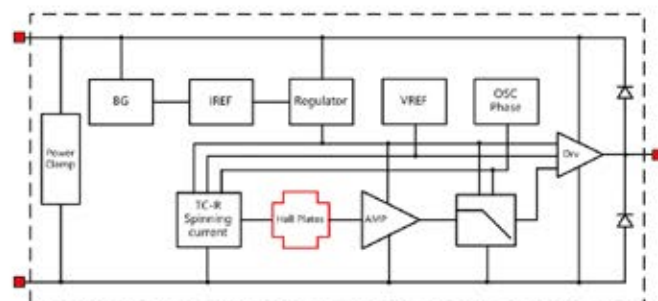 BG
IREF
Regulator
VREF
OSC
Phase
Power
Clamp
Drv
TC-R
Spinning
current
Hall Plates
AMP